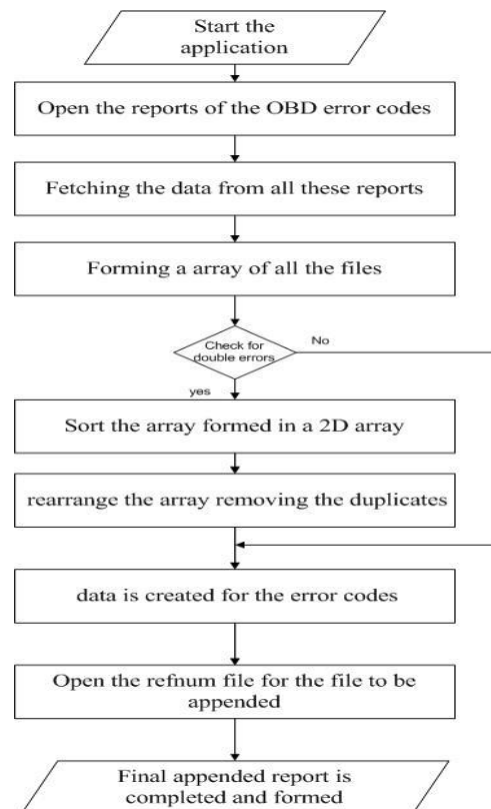 Start the
application
Open the reports of the OBD error codes
Fetching the data from all these reports
Forming a array of all the files
Check for
double errors
No
yes
Sort the array formed in a 2D array
rearrange the array removing the duplicates
data is created for the error codes
Open the refnum file for the file to be
appended
Final appended report is
completed and formed